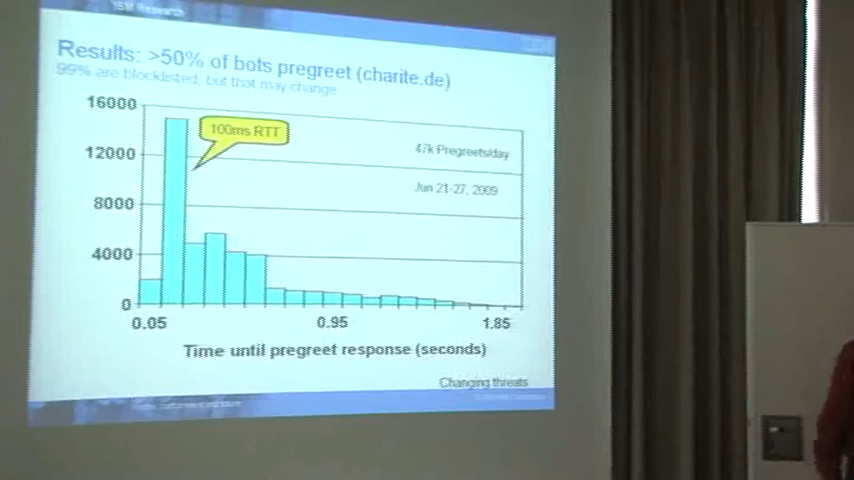 IBM Research
IBM
Results: >50% of bots pregreet (charite.de)
99% are blocklisted, but that may change
16000
12000
8000
4000
0
100ms RTT
47k Pregreets/day
Jun 21-27, 2009
0.05
0.95
1.85
Time until pregreet response (seconds)
Changing threats